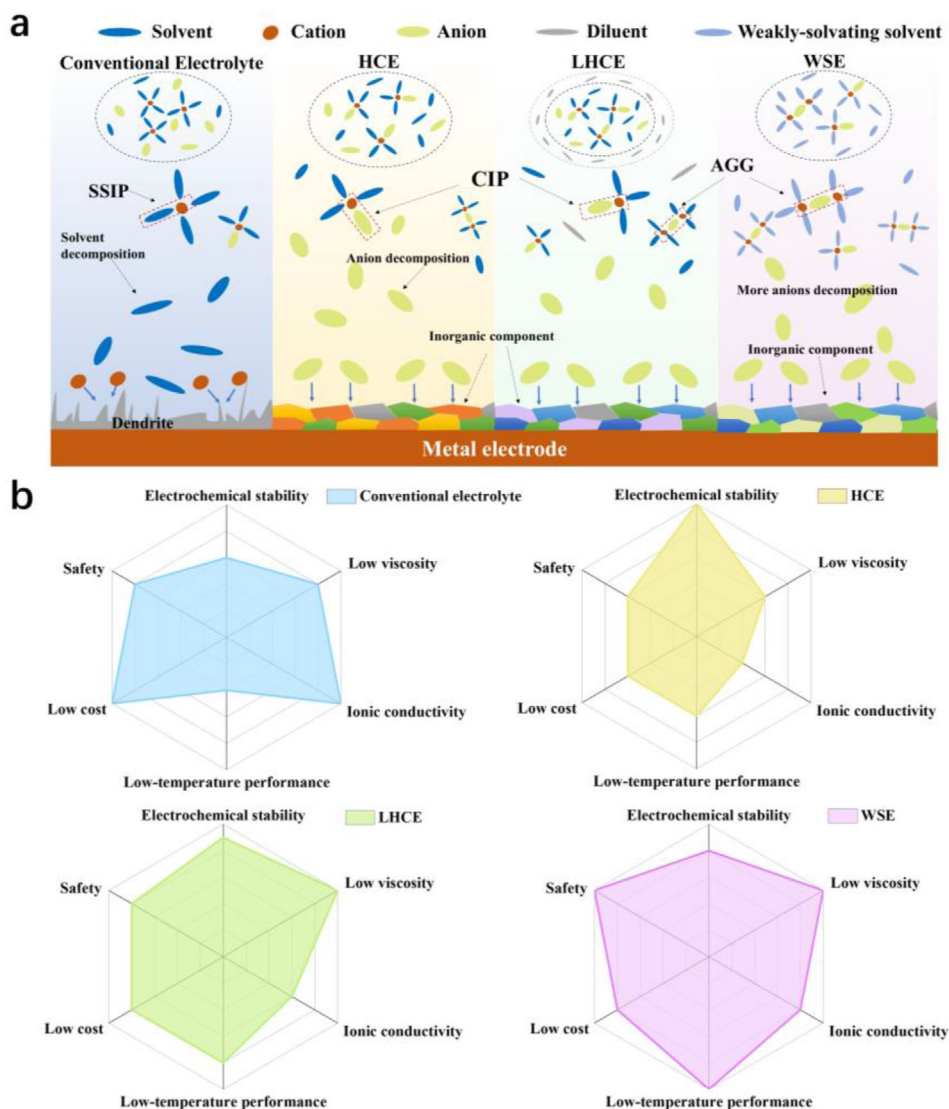 a
Solvent Cation Anion Diluent Weakly-solvating solvent
Conventional Electrolyte HCE LHCE WSE
SSIP CIP AGG
Solvent
decomposition
Anion decomposition
More anions decomposition
Inorganic component Inorganic component
Dendrite
Metal electrode
b
Electrochemical stability Conventional electrolyte
Safety Low viscosity
Low cost Ionic conductivity
Low-temperature performance
Electrochemical stability HCE
Safety Low viscosity
Low cost Ionic conductivity
Low-temperature performance
Electrochemical stability LHCE
Safety Low viscosity
Low cost Ionic conductivity
Low-temperature performance
Electrochemical stability WSE
Safety Low viscosity
Low cost Ionic conductivity
Low-temperature performance